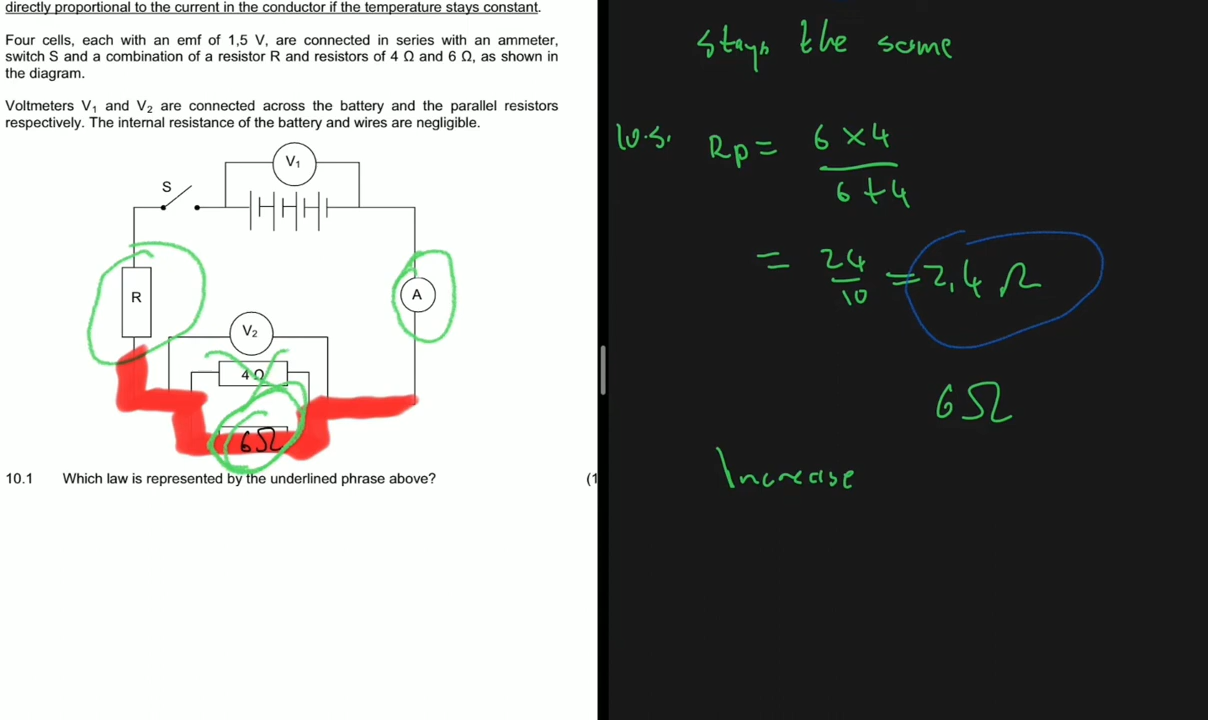 directly proportional to the current in the conductor if the temperature stays constant.
Four cells, each with an emf of 1,5 V, are connected in series with an ammeter,
switch S and a combination of a resistor R and resistors of 4 Ω and 6 Ω, as shown in
the diagram.
Voltmeters V₁ and V₂ are connected across the battery and the parallel resistors
respectively. The internal resistance of the battery and wires are negligible.
V₁
S
R
A
V₂
4 Ω
6Ω
10.1 Which law is represented by the underlined phrase above? (1
stays the same
10.5. Rp = 6 × 4
6 + 4
= 24
10
= 2,4 Ω
6Ω
Increase